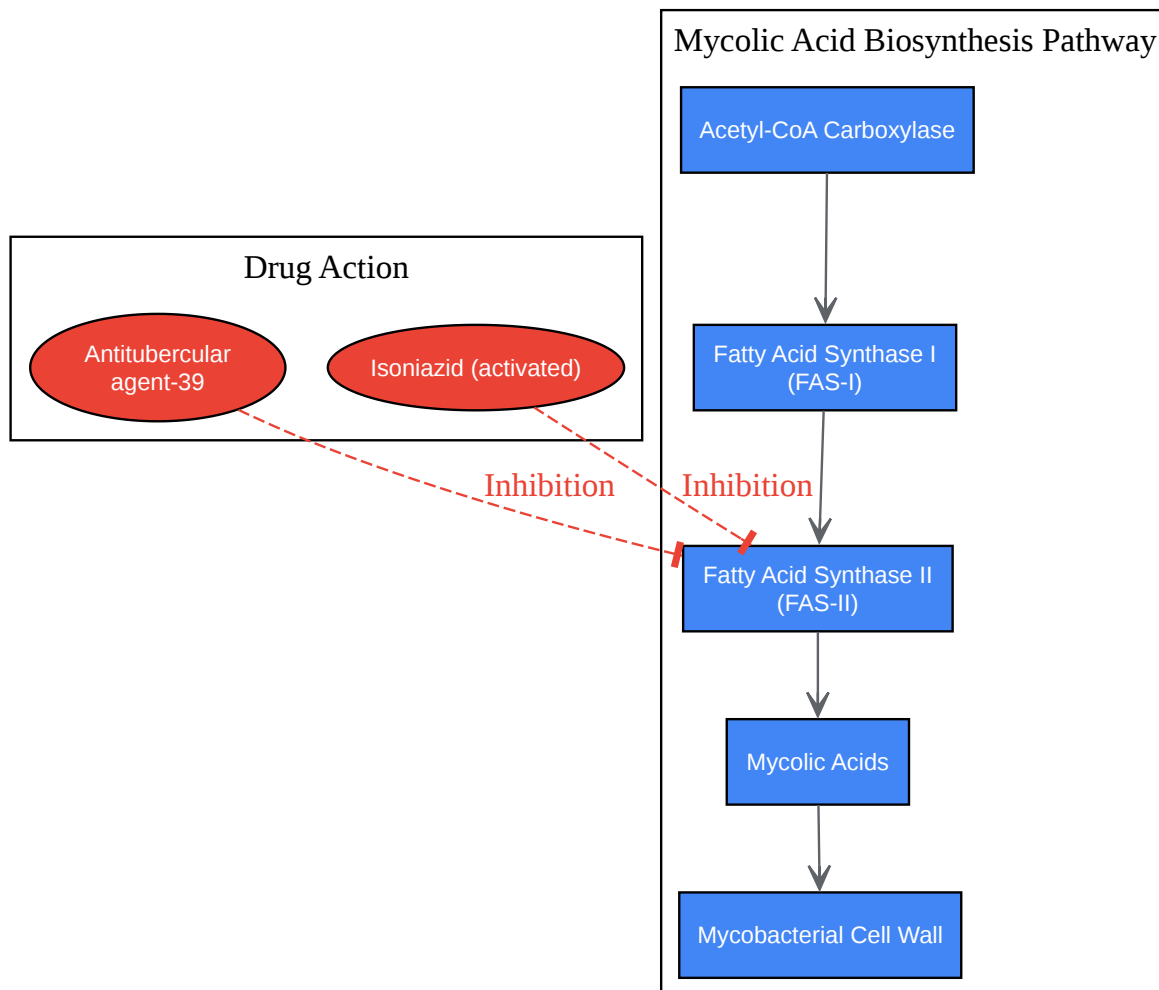 Mycolic Acid Biosynthesis Pathway
Acetyl-CoA Carboxylase
Drug Action
Antitubercular
agent-39
Isoniazid (activated)
Fatty Acid Synthase I
(FAS-I)
Inhibition
Inhibition
Fatty Acid Synthase II
(FAS-II)
Mycolic Acids
Mycobacterial Cell Wall